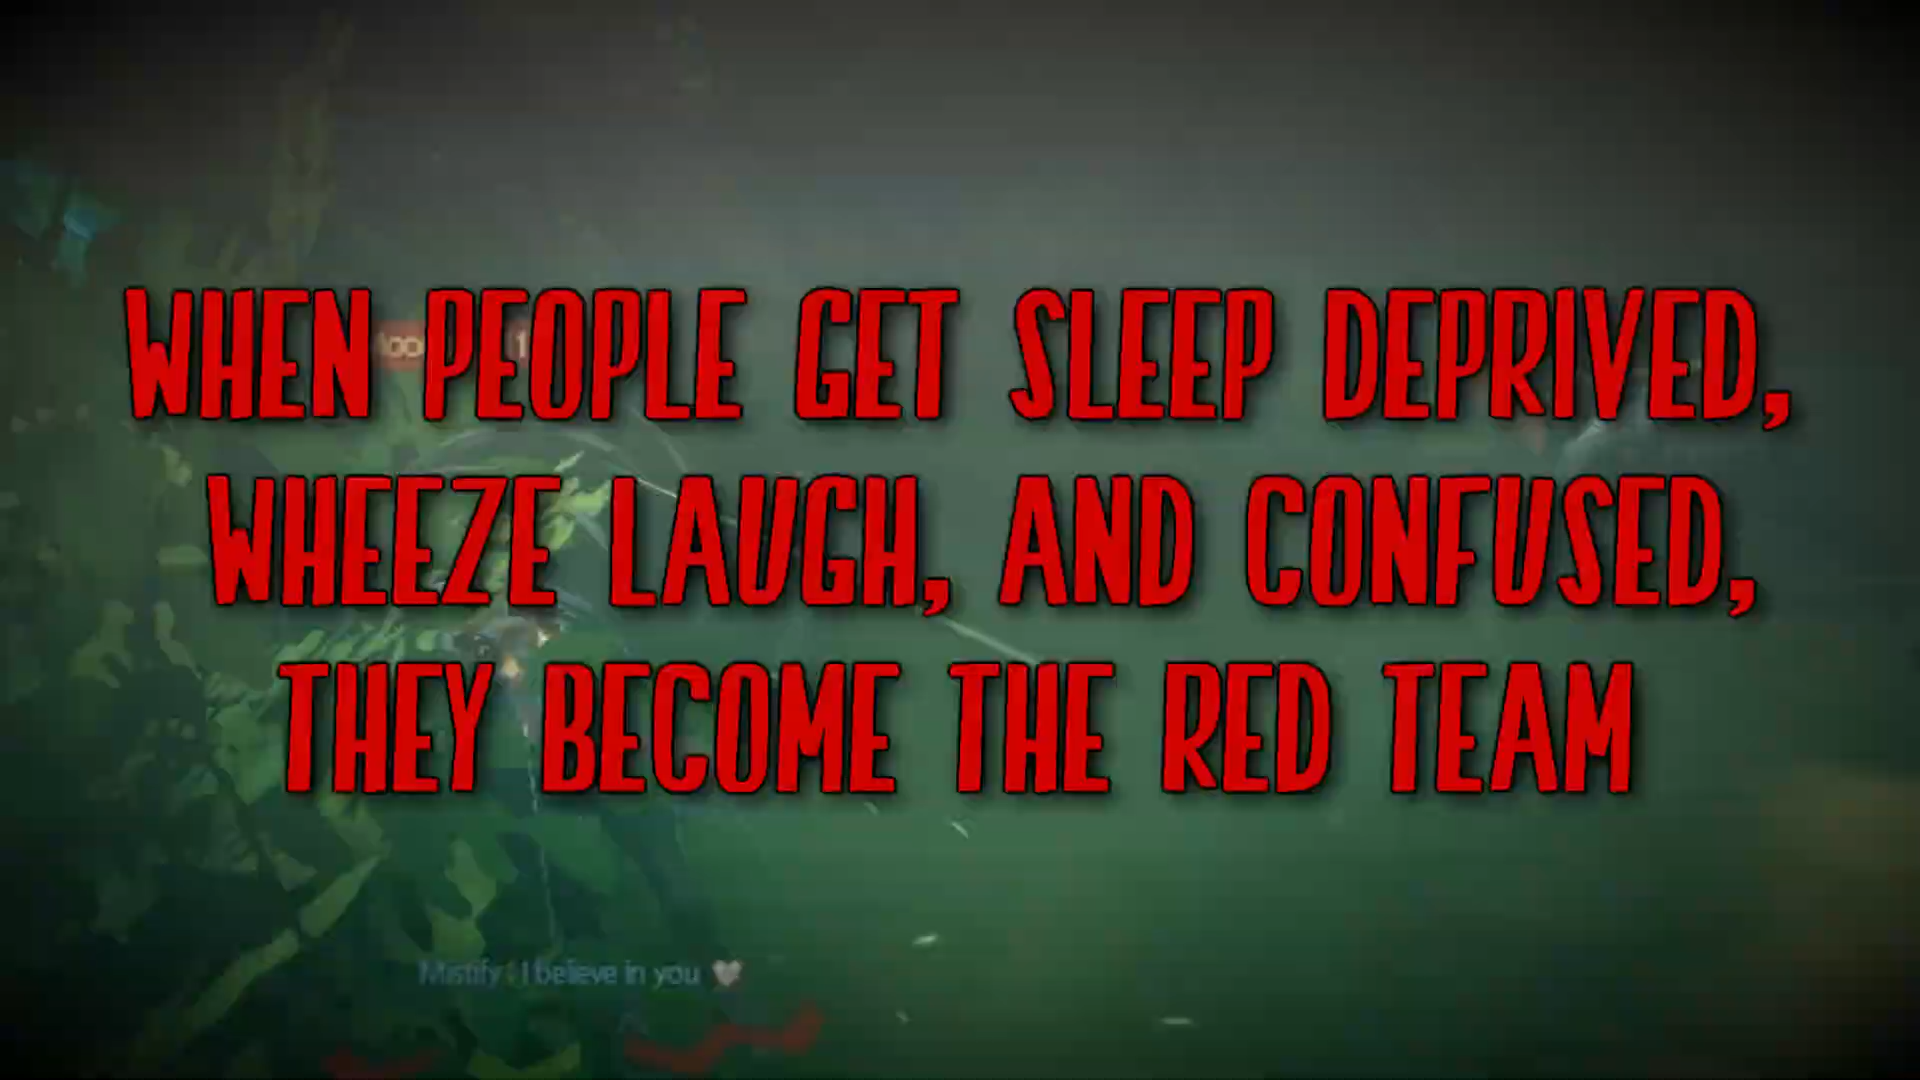 WHEN PEOPLE GET SLEEP DEPRIVED,
WHEEZE LAUGH, AND CONFUSED,
THEY BECOME THE RED TEAM
Mistify : I believe in you 🤍